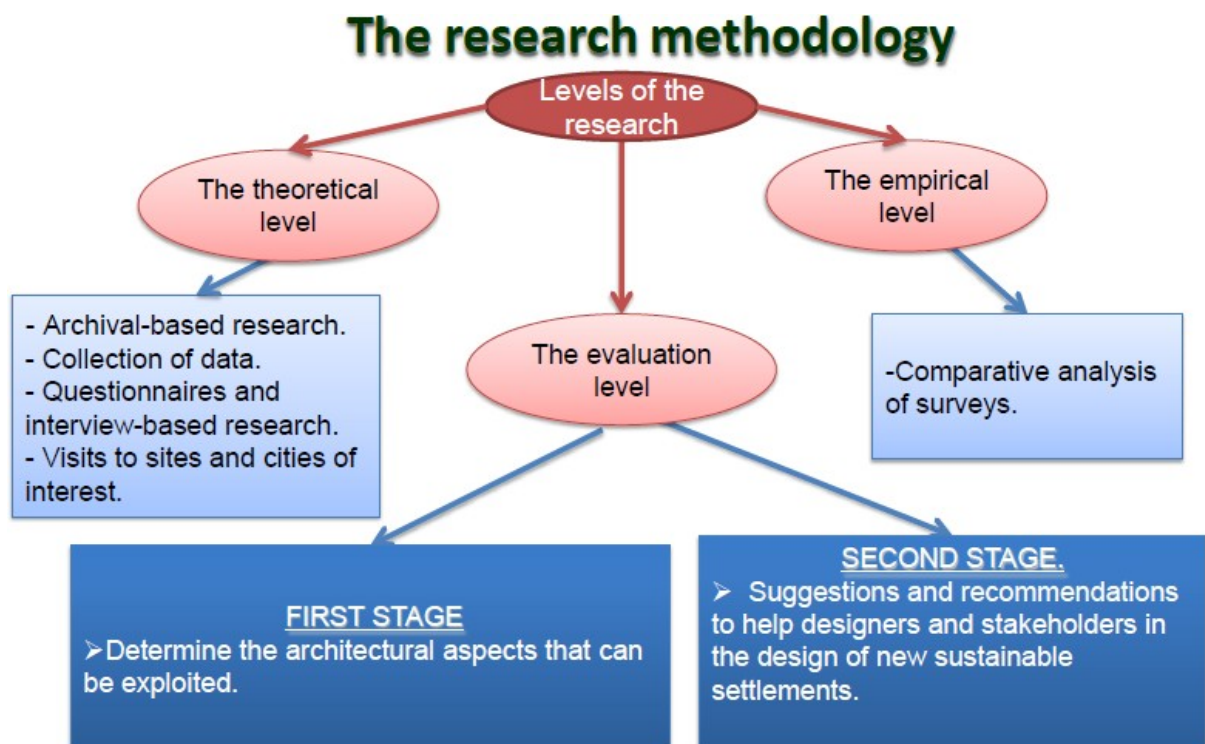 The research methodology
Levels of the
research
The theoretical
level
The empirical
level
- Archival-based research.
- Collection of data.
- Questionnaires and
interview-based research.
- Visits to sites and cities of
interest.
The evaluation
level
-Comparative analysis
of surveys.
FIRST STAGE
➢Determine the architectural aspects that can
be exploited.
SECOND STAGE.
➢ Suggestions and recommendations
to help designers and stakeholders in
the design of new sustainable
settlements.